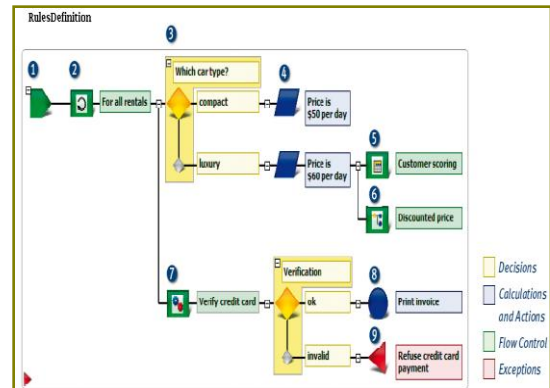 RulesDefinition
3
Which car type?
1
2
4
For all rentals
compact
Price is
$50 per day
5
luxury
Price is
$60 per day
Customer scoring
6
Discounted price
7
Verification
8
Verify credit card
ok
Print invoice
9
invalid
Refuse credit card
payment
Decisions
Calculations
and Actions
Flow Control
Exceptions